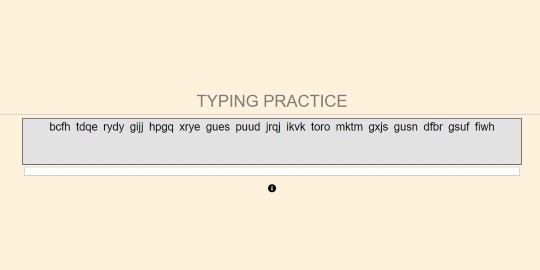 TYPING PRACTICE
bcfh tdqe rydy gijj hpgq xrye gues puud jrqj ikvk toro mktm gxjs gusn dfbr gsuf fiwh